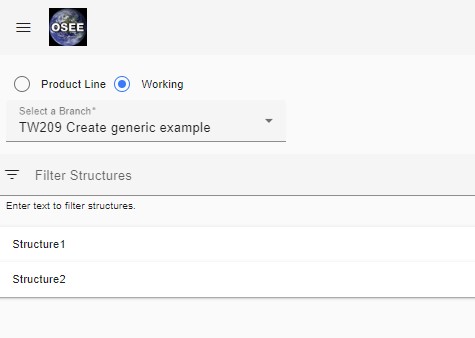 OSEE
Product Line Working
Select a Branch*
TW209 Create generic example
Filter Structures
Enter text to filter structures.
Structure1
Structure2